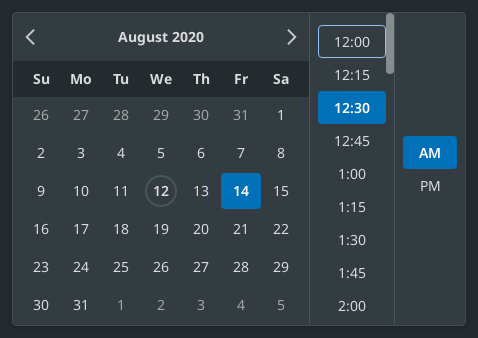 August 2020
Su Mo Tu We Th Fr Sa
26 27 28 29 30 31 1
2 3 4 5 6 7 8
9 10 11 12 13 14 15
16 17 18 19 20 21 22
23 24 25 26 27 28 29
30 31 1 2 3 4 5
12:00
12:15
12:30
12:45
1:00
1:15
1:30
1:45
2:00
AM
PM